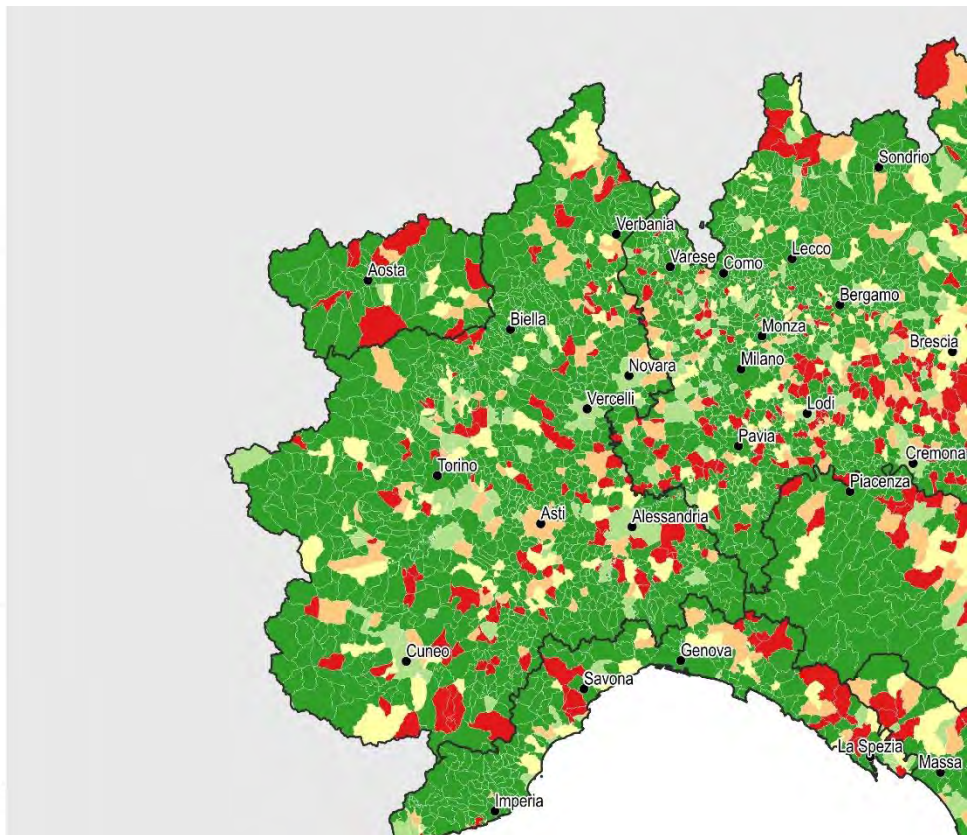 Sondrio
Verbania
Varese
Como
Lecco
Aosta
Bergamo
Biella
Monza
Brescia
Milano
Novara
Vercelli
Lodi
Pavia
Cremona
Torino
Piacenza
Asti
Alessandria
Cuneo
Genova
Savona
La Spezia
Massa
Imperia